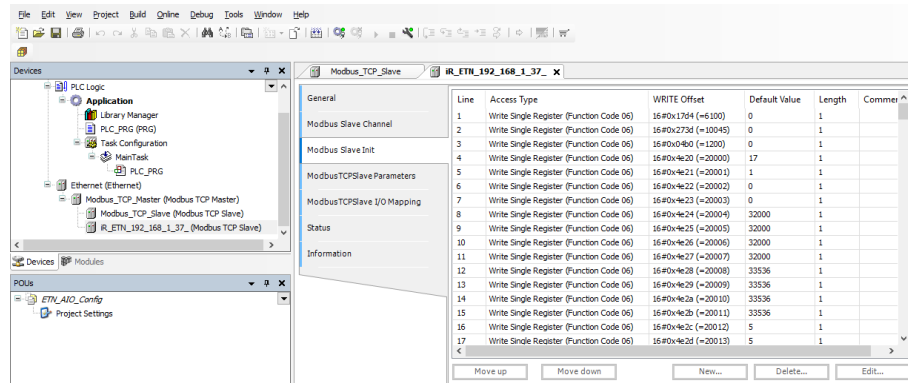 File Edit View Project Build Online Debug Tools Window Help
Devices
PLC Logic
Application
Library Manager
PLC_PRG (PRG)
Task Configuration
MainTask
PLC_PRG
Ethernet (Ethernet)
Modbus_TCP_Master (Modbus TCP Master)
Modbus_TCP_Slave (Modbus TCP Slave)
iR_ETN_192_168_1_37_ (Modbus TCP Slave)
Devices Modules
POUs
ETN_AIO_Config
Project Settings
Modbus_TCP_Slave iR_ETN_192_168_1_37_
General
Modbus Slave Channel
Modbus Slave Init
ModbusTCPSlave Parameters
ModbusTCPSlave I/O Mapping
Status
Information
Line Access Type WRITE Offset Default Value Length Commer
1 Write Single Register (Function Code 06) 16#0x17d4 (=6100) 0 1
2 Write Single Register (Function Code 06) 16#0x273d (=10045) 0 1
3 Write Single Register (Function Code 06) 16#0x04b0 (=1200) 0 1
4 Write Single Register (Function Code 06) 16#0x4e20 (=20000) 17 1
5 Write Single Register (Function Code 06) 16#0x4e21 (=20001) 1 1
6 Write Single Register (Function Code 06) 16#0x4e22 (=20002) 0 1
7 Write Single Register (Function Code 06) 16#0x4e23 (=20003) 0 1
8 Write Single Register (Function Code 06) 16#0x4e24 (=20004) 32000 1
9 Write Single Register (Function Code 06) 16#0x4e25 (=20005) 32000 1
10 Write Single Register (Function Code 06) 16#0x4e26 (=20006) 32000 1
11 Write Single Register (Function Code 06) 16#0x4e27 (=20007) 32000 1
12 Write Single Register (Function Code 06) 16#0x4e28 (=20008) 33536 1
13 Write Single Register (Function Code 06) 16#0x4e29 (=20009) 33536 1
14 Write Single Register (Function Code 06) 16#0x4e2a (=20010) 33536 1
15 Write Single Register (Function Code 06) 16#0x4e2b (=20011) 33536 1
16 Write Single Register (Function Code 06) 16#0x4e2c (=20012) 5 1
17 Write Single Register (Function Code 06) 16#0x4e2d (=20013) 5 1
Move up Move down New... Delete... Edit...